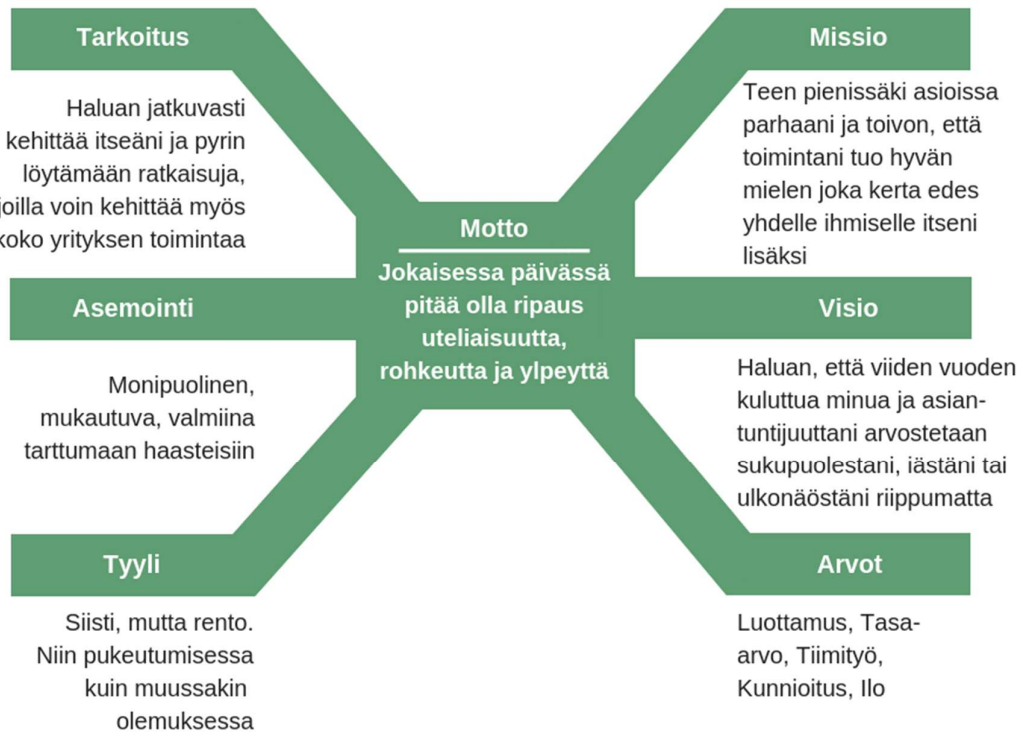 Tarkoitus
Haluan jatkuvasti
kehittää itseäni ja pyrin
löytämään ratkaisuja,
joilla voin kehittää myös
koko yrityksen toimintaa
Asemointi
Monipuolinen,
mukautuva, valmiina
tarttumaan haasteisiin
Tyyli
Siisti, mutta rento.
Niin pukeutumisessa
kuin muussakin
olemuksessa
Motto
Jokaisessa päivässä
pitää olla ripaus
uteliaisuutta,
rohkeutta ja ylpeyttä
Missio
Teen pienissäki asioissa
parhaani ja toivon, että
toimintani tuo hyvän
mielen joka kerta edes
yhdelle ihmiselle itseni
lisäksi
Visio
Haluan, että viiden vuoden
kuluttua minua ja asian-
tuntijuuttani arvostetaan
sukupuolestani, iästäni tai
ulkonäöstäni riippumatta
Arvot
Luottamus, Tasa-
arvo, Tiimityö,
Kunnioitus, Ilo